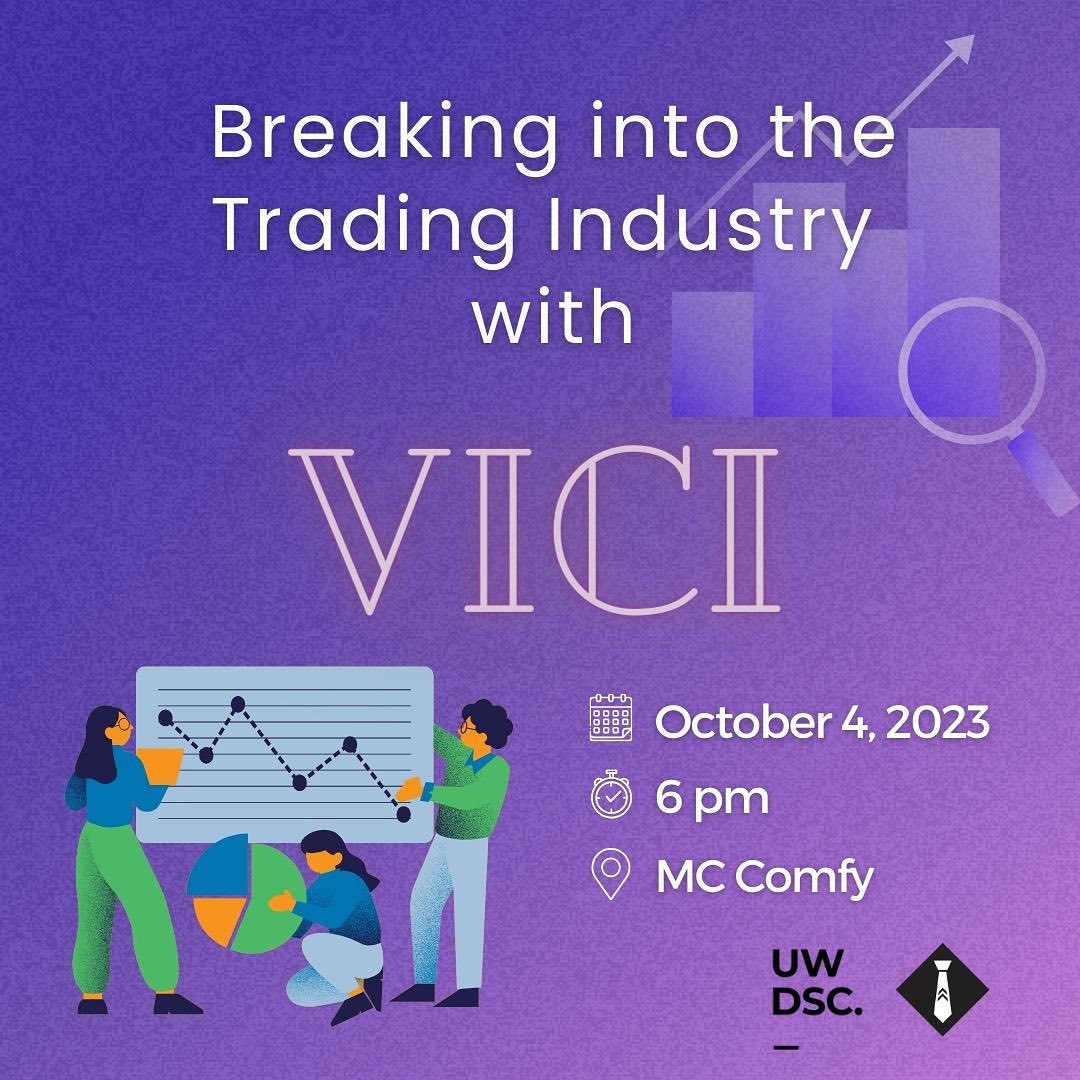 Breaking into the
Trading Industry
with
VICI
October 4, 2023
6 pm
MC Comfy
UW
DSC.